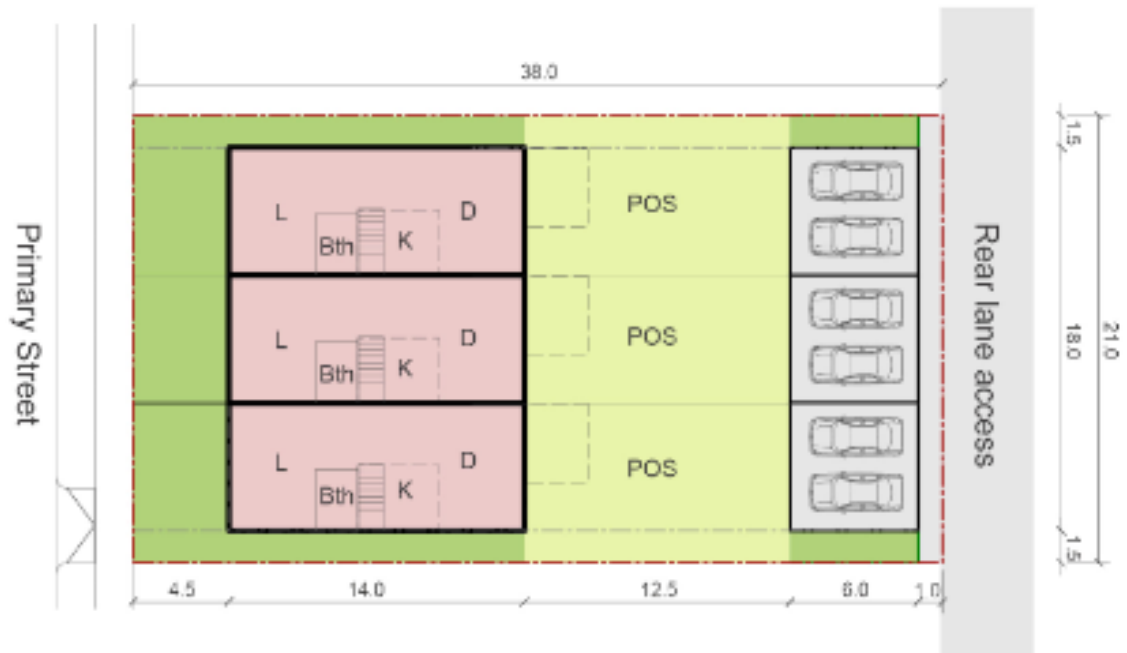 38.0
Primary Street
L
Bth
K
D
POS
L
Bth
K
D
POS
L
Bth
K
D
POS
Rear lane access
1.5
18.0
1.5
21.0
4.5
14.0
12.5
6.0
1.0